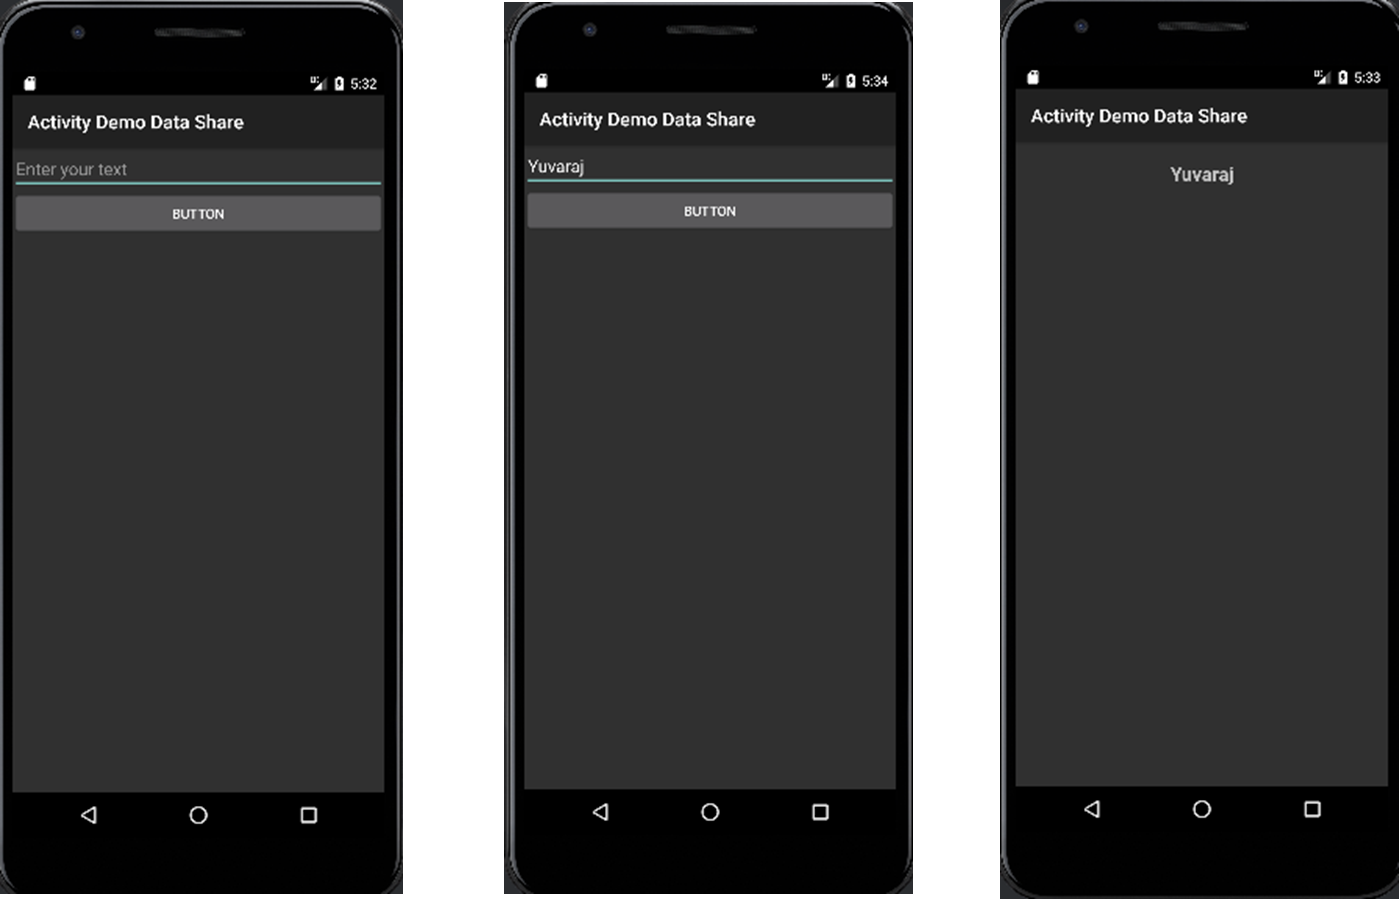 5:32
Activity Demo Data Share
Enter your text
BUTTON
5:34
Activity Demo Data Share
Yuvaraj
BUTTON
5:33
Activity Demo Data Share
Yuvaraj